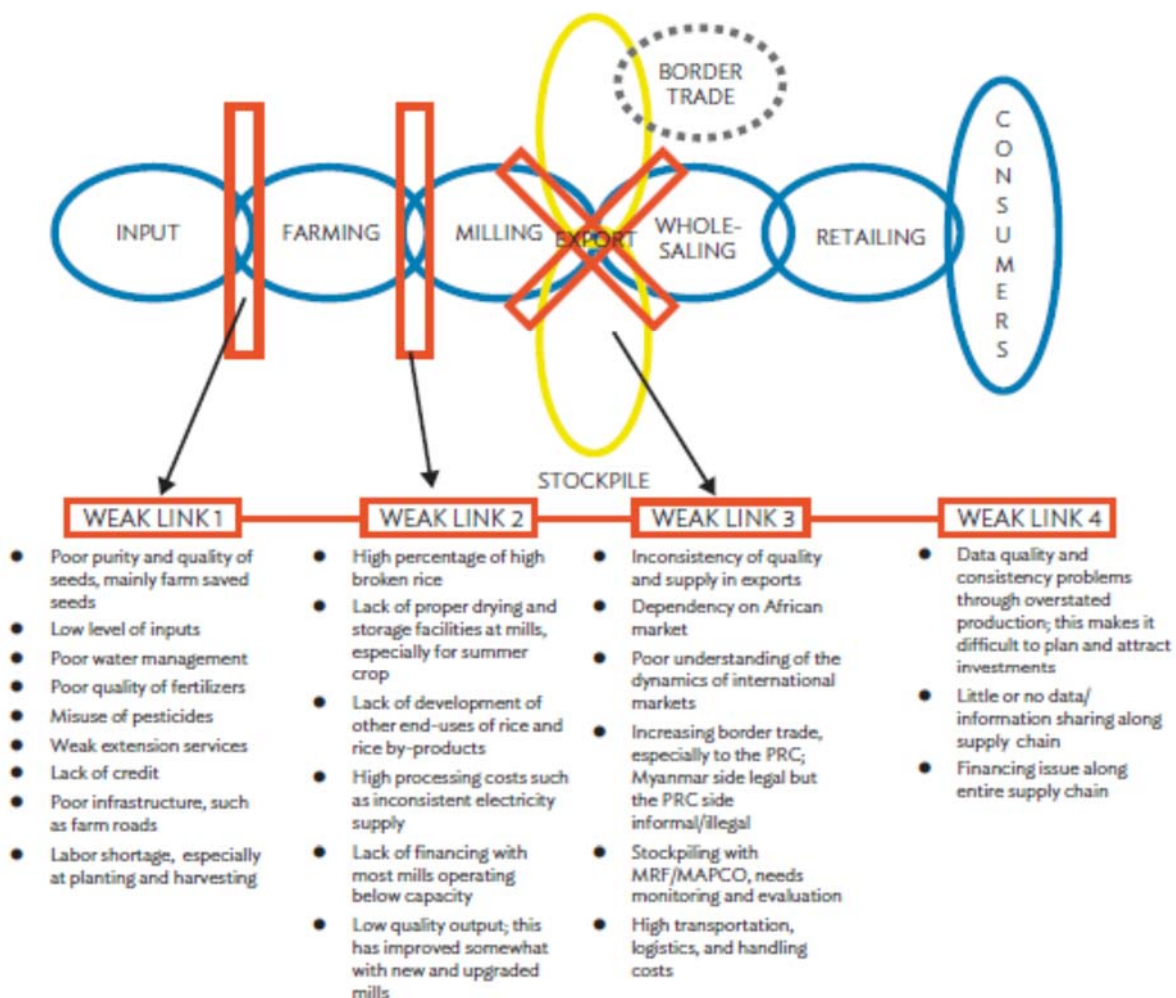 BORDER
TRADE
INPUT
FARMING
MILLING
EXPORT
WHOLE-
SALING
RETAILING
CONSUMERS
STOCKPILE
WEAK LINK 1
● Poor purity and quality of
seeds, mainly farm saved
seeds
● Low level of inputs
● Poor water management
● Poor quality of fertilizers
● Misuse of pesticides
● Weak extension services
● Lack of credit
● Poor infrastructure, such
as farm roads
● Labor shortage, especially
at planting and harvesting
WEAK LINK 2
● High percentage of high
broken rice
● Lack of proper drying and
storage facilities at mills,
especially for summer
crop
● Lack of development of
other end-uses of rice and
rice by-products
● High processing costs such
as inconsistent electricity
supply
● Lack of financing with
most mills operating
below capacity
● Low quality output; this
has improved somewhat
with new and upgraded
mills
WEAK LINK 3
● Inconsistency of quality
and supply in exports
● Dependency on African
market
● Poor understanding of the
dynamics of international
markets
● Increasing border trade,
especially to the PRC;
Myanmar side legal but
the PRC side
informal/illegal
● Stockpiling with
MRF/MAPCO, needs
monitoring and evaluation
● High transportation,
logistics, and handling
costs
WEAK LINK 4
● Data quality and
consistency problems
through overstated
production; this makes it
difficult to plan and attract
investments
● Little or no data/
information sharing along
supply chain
● Financing issue along
entire supply chain